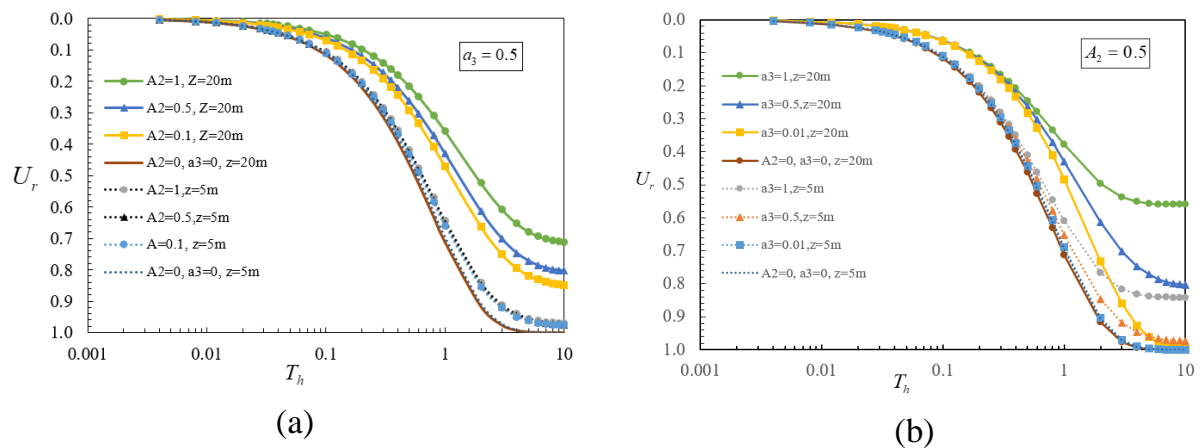 0.0
0.1
0.2
0.3
0.4
0.5
0.6
0.7
0.8
0.9
1.0
U_r
0.001
0.01
0.1
1
10
T_h
a_3 = 0.5
A2=1, Z=20m
A2=0.5, Z=20m
A2=0.1, Z=20m
A2=0, a3=0, z=20m
A2=1,z=5m
A2=0.5,z=5m
A=0.1, z=5m
A2=0, a3=0, z=5m
(a)
0.0
0.1
0.2
0.3
0.4
0.5
0.6
0.7
0.8
0.9
1.0
U_r
0.001
0.01
0.1
1
10
T_h
A_2 = 0.5
a3=1,z=20m
a3=0.5,z=20m
a3=0.01,z=20m
A2=0, a3=0, z=20m
a3=1,z=5m
a3=0.5,z=5m
a3=0.01,z=5m
A2=0, a3=0, z=5m
(b)